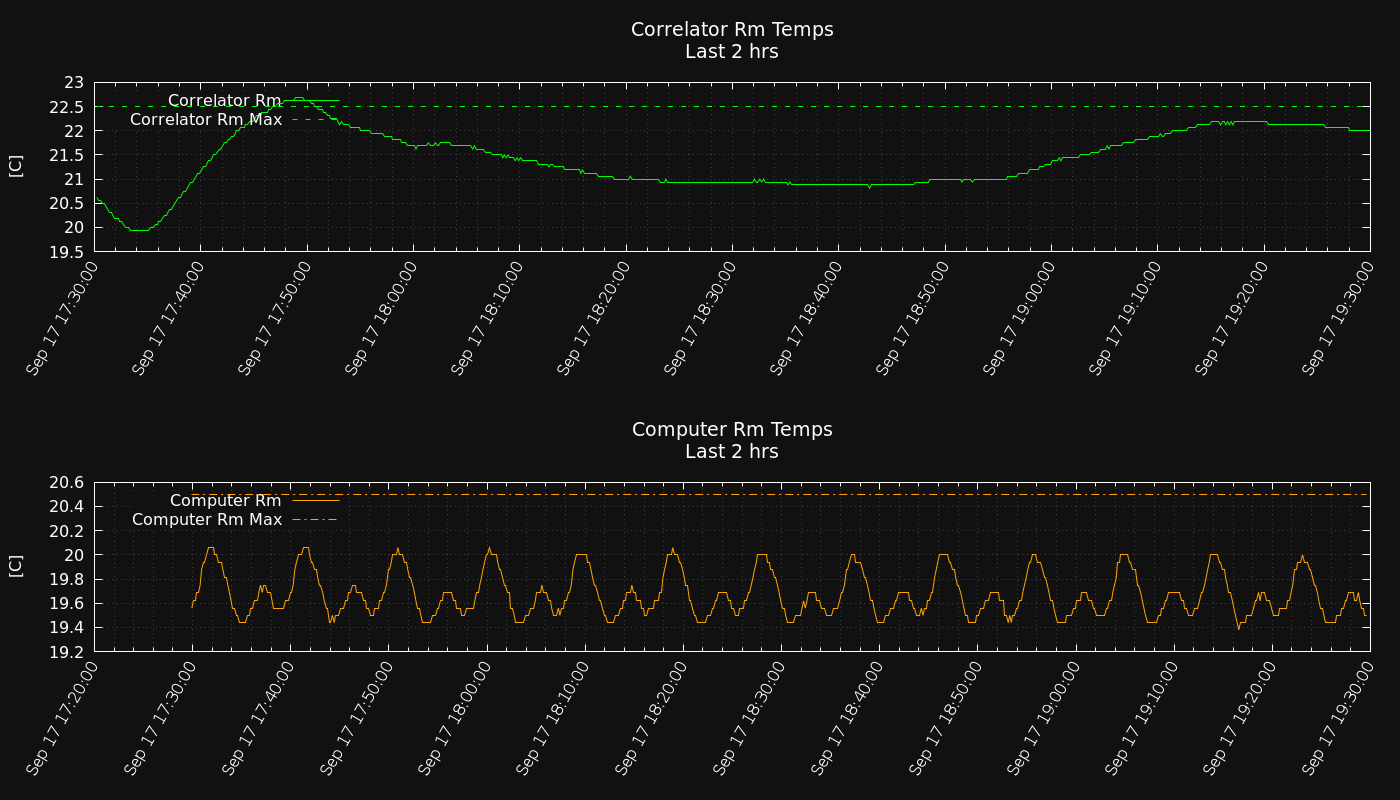 Correlator Rm Temps
Last 2 hrs
[C]
23
22.5
22
21.5
21
20.5
20
19.5
Correlator Rm
Correlator Rm Max
Sep 17 17:30:00
Sep 17 17:40:00
Sep 17 17:50:00
Sep 17 18:00:00
Sep 17 18:10:00
Sep 17 18:20:00
Sep 17 18:30:00
Sep 17 18:40:00
Sep 17 18:50:00
Sep 17 19:00:00
Sep 17 19:10:00
Sep 17 19:20:00
Sep 17 19:30:00
Computer Rm Temps
Last 2 hrs
[C]
20.6
20.4
20.2
20
19.8
19.6
19.4
19.2
Computer Rm
Computer Rm Max
Sep 17 17:20:00
Sep 17 17:30:00
Sep 17 17:40:00
Sep 17 17:50:00
Sep 17 18:00:00
Sep 17 18:10:00
Sep 17 18:20:00
Sep 17 18:30:00
Sep 17 18:40:00
Sep 17 18:50:00
Sep 17 19:00:00
Sep 17 19:10:00
Sep 17 19:20:00
Sep 17 19:30:00